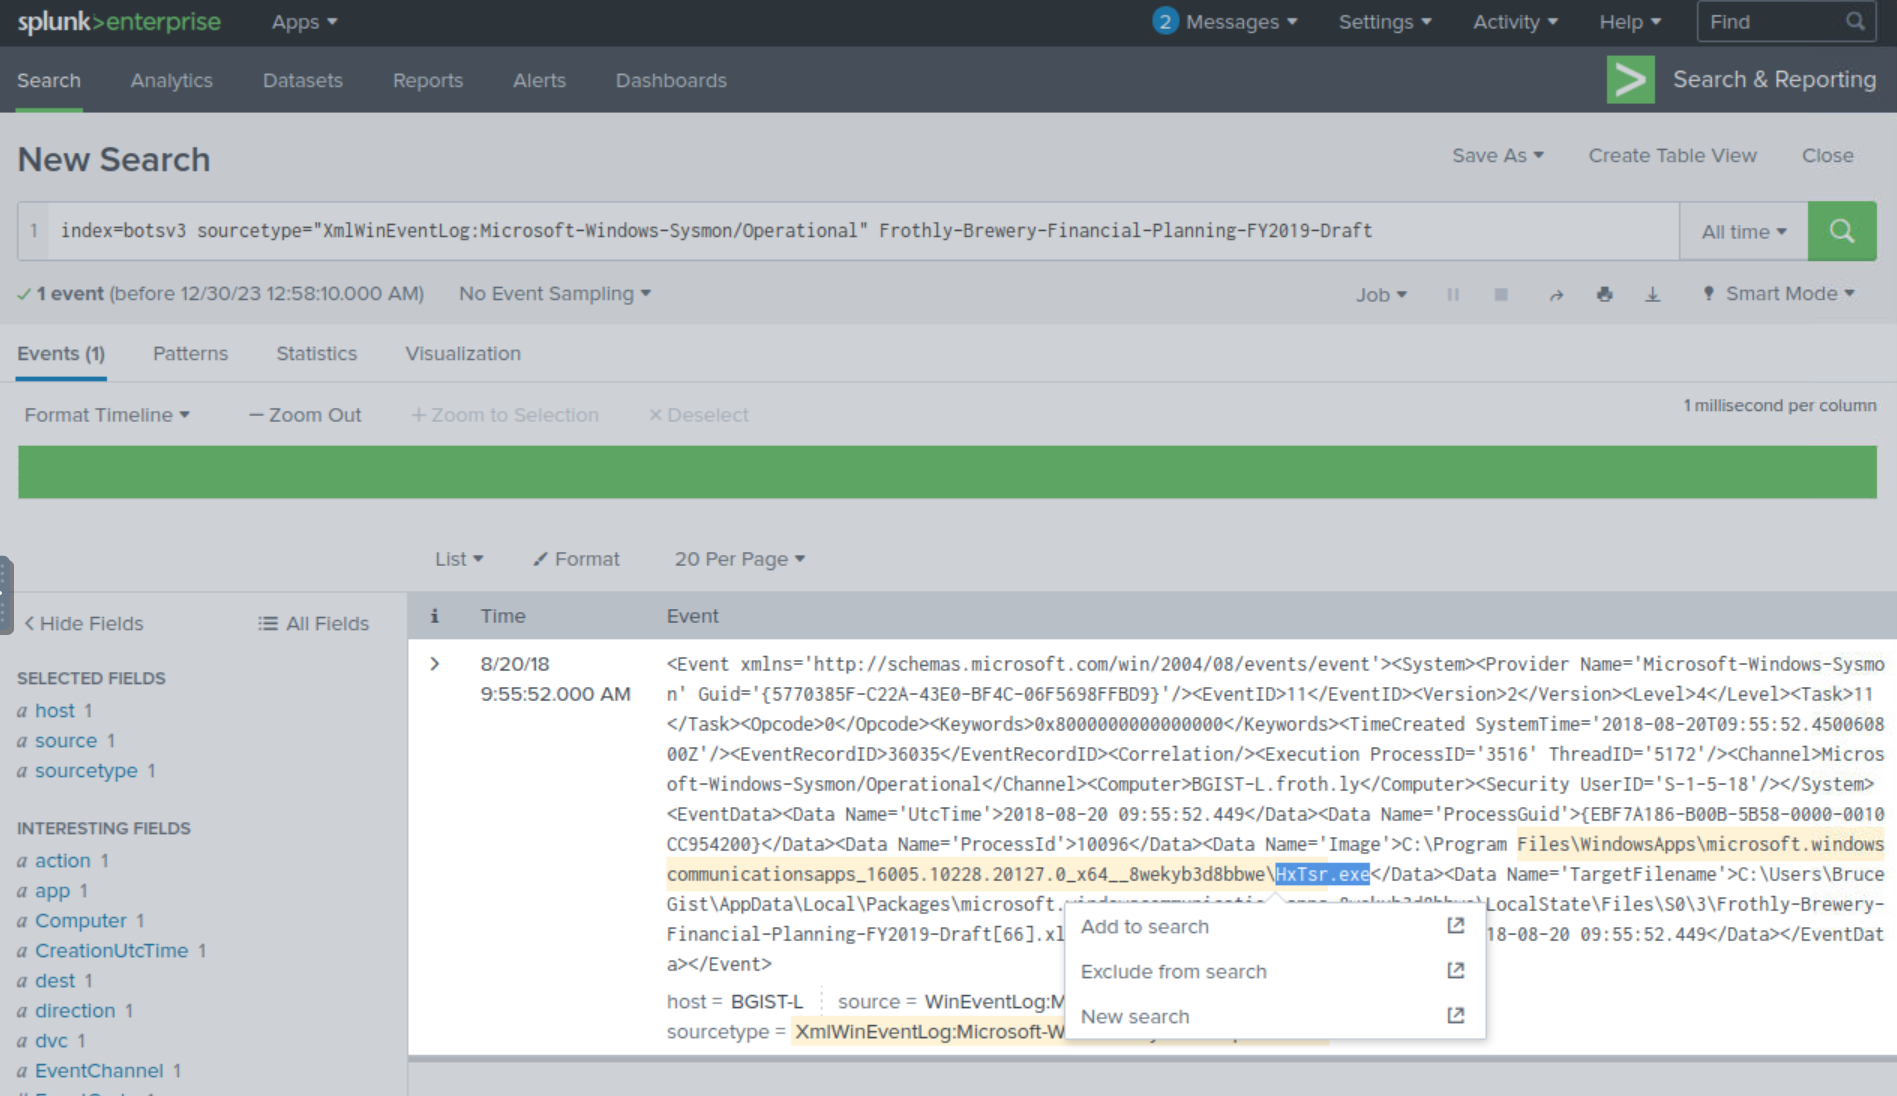 splunk>enterprise Apps 2 Messages Settings Activity Help Find
Search Analytics Datasets Reports Alerts Dashboards Search & Reporting
New Search Save As Create Table View Close
1 index=botsv3 sourcetype="XmlWinEventLog:Microsoft-Windows-Sysmon/Operational" Frothly-Brewery-Financial-Planning-FY2019-Draft All time
1 event (before 12/30/23 12:58:10.000 AM) No Event Sampling Job Smart Mode
Events (1) Patterns Statistics Visualization
Format Timeline — Zoom Out + Zoom to Selection × Deselect 1 millisecond per column
List Format 20 Per Page
< Hide Fields All Fields
i Time Event
SELECTED FIELDS
a host 1
a source 1
a sourcetype 1
INTERESTING FIELDS
a action 1
a app 1
a Computer 1
a CreationUtcTime 1
a dest 1
a direction 1
a dvc 1
a EventChannel 1
8/20/18
9:55:52.000 AM
<Event xmlns='http://schemas.microsoft.com/win/2004/08/events/event'><System><Provider Name='Microsoft-Windows-Sysmo
n' Guid='{5770385F-C22A-43E0-BF4C-06F5698FFBD9}'/><EventID>11</EventID><Version>2</Version><Level>4</Level><Task>11
</Task><Opcode>0</Opcode><Keywords>0x8000000000000000</Keywords><TimeCreated SystemTime='2018-08-20T09:55:52.4500608
00Z'/><EventRecordID>36035</EventRecordID><Correlation/><Execution ProcessID='3516' ThreadID='5172'/><Channel>Micros
oft-Windows-Sysmon/Operational</Channel><Computer>BGIST-L.froth.ly</Computer><Security UserID='S-1-5-18'/></System>
<EventData><Data Name='UtcTime'>2018-08-20 09:55:52.449</Data><Data Name='ProcessGuid'>{EBF7A186-B00B-5B58-0000-0010
CC954200}</Data><Data Name='ProcessId'>10096</Data><Data Name='Image'>C:\Program Files\WindowsApps\microsoft.windows
communicationsapps_16005.10228.20127.0_x64__8wekyb3d8bbwe\HxTsr.exe</Data><Data Name='TargetFilename'>C:\Users\Bruce
Gist\AppData\Local\Packages\microsoft. \LocalState\Files\S0\3\Frothly-Brewery-
Financial-Planning-FY2019-Draft[66].xl 18-08-20 09:55:52.449</Data></EventDat
a></Event>
host = BGIST-L source = WinEventLog:M
sourcetype = XmlWinEventLog:Microsoft-W
Add to search
Exclude from search
New search